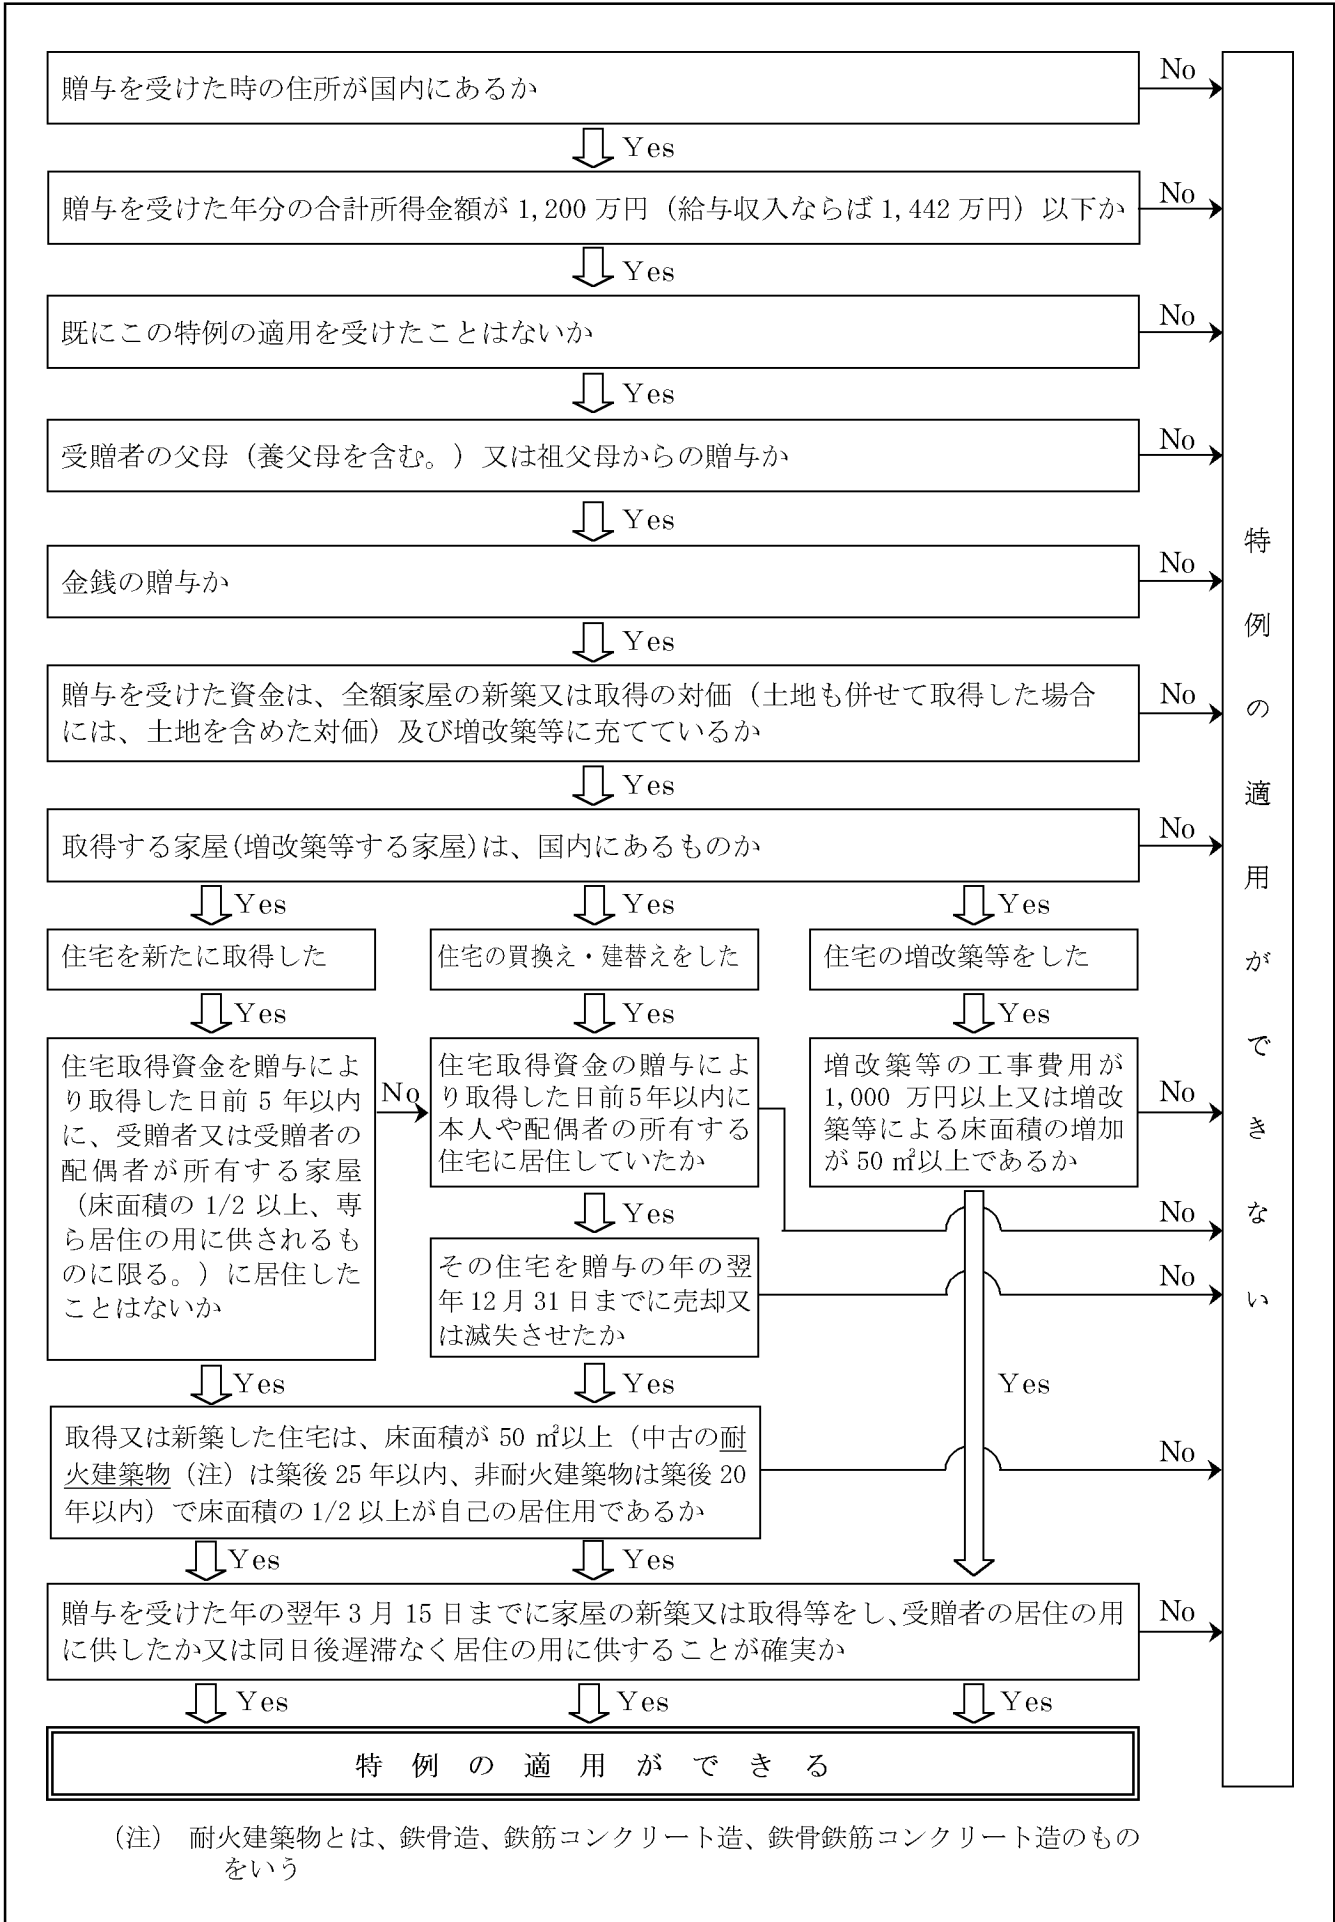 贈与を受けた時の住所が国内にあるか
No
Yes
贈与を受けた年分の合計所得金額が 1,200 万円（給与収入ならば 1,442 万円）以下か
No
Yes
既にこの特例の適用を受けたことはないか
No
Yes
受贈者の父母（養父母を含む。）又は祖父母からの贈与か
No
Yes
金銭の贈与か
No
Yes
贈与を受けた資金は、全額家屋の新築又は取得の対価（土地も併せて取得した場合
には、土地を含めた対価）及び増改築等に充てているか
No
Yes
取得する家屋(増改築等する家屋)は、国内にあるものか
No
Yes
Yes
Yes
住宅を新たに取得した
住宅の買換え・建替えをした
住宅の増改築等をした
Yes
Yes
Yes
住宅取得資金を贈与によ
り取得した日前 5 年以内
に、受贈者又は受贈者の
配偶者が所有する家屋
（床面積の 1/2 以上、専
ら居住の用に供されるも
のに限る。）に居住した
ことはないか
No
住宅取得資金の贈与によ
り取得した日前5年以内に
本人や配偶者の所有する
住宅に居住していたか
増改築等の工事費用が
1,000 万円以上又は増改
築等による床面積の増加
が 50 ㎡以上であるか
No
Yes
No
その住宅を贈与の年の翌
年12 月 31 日までに売却又
は滅失させたか
No
Yes
Yes
Yes
取得又は新築した住宅は、床面積が 50 ㎡以上（中古の耐
火建築物（注）は築後 25 年以内、非耐火建築物は築後 20
年以内）で床面積の 1/2 以上が自己の居住用であるか
No
Yes
Yes
贈与を受けた年の翌年 3 月 15 日までに家屋の新築又は取得等をし、受贈者の居住の用
に供したか又は同日後遅滞なく居住の用に供することが確実か
No
Yes
Yes
Yes
特例の適用ができる
特例の適用ができない
（注） 耐火建築物とは、鉄骨造、鉄筋コンクリート造、鉄骨鉄筋コンクリート造のもの
をいう